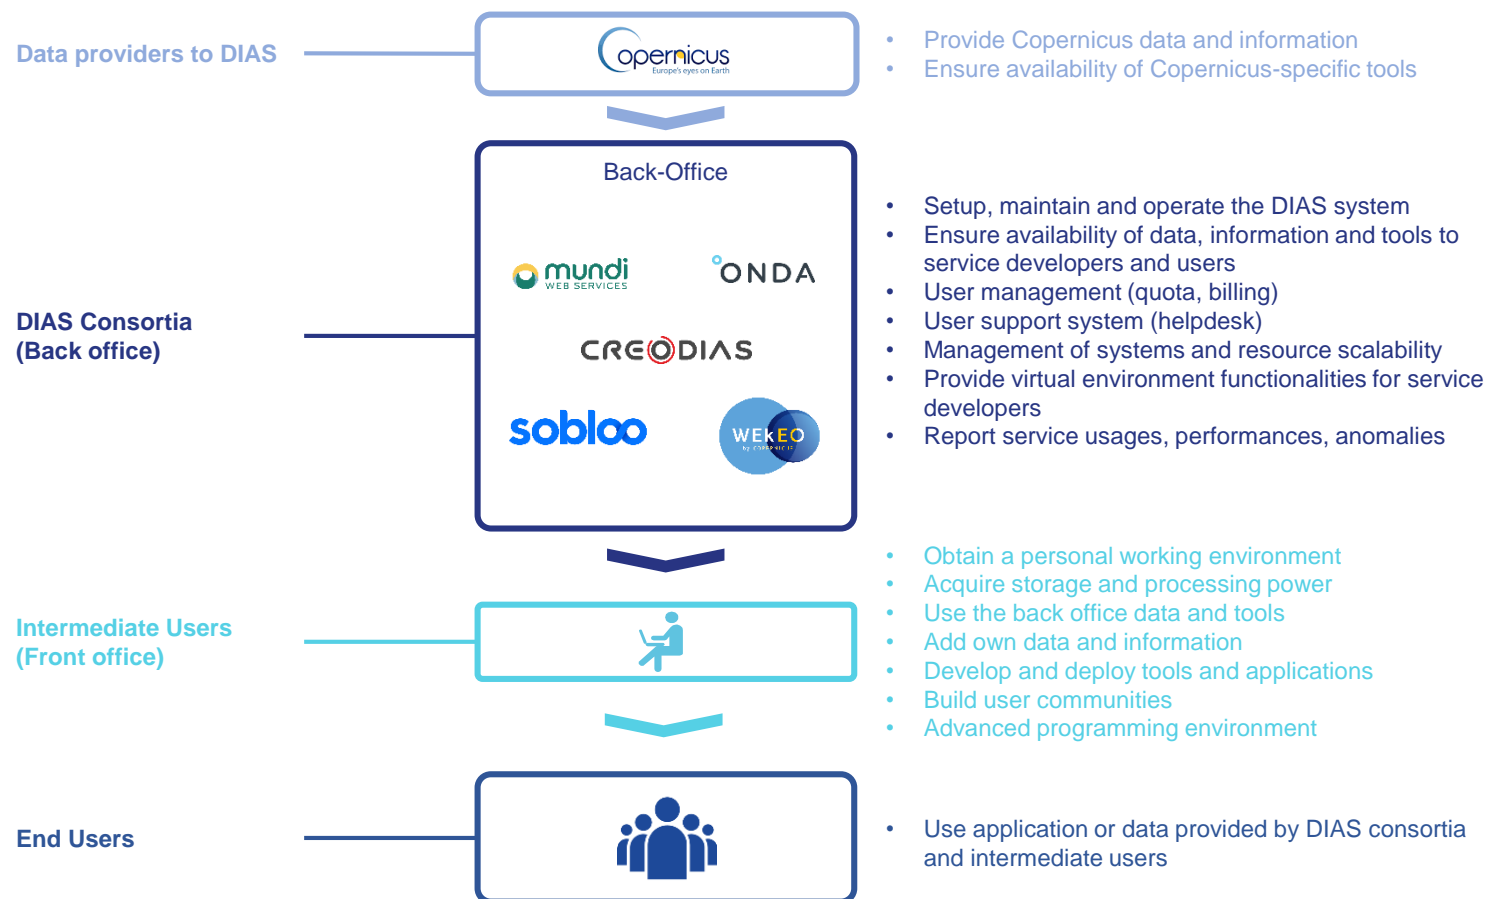 Data providers to DIAS
opernicus
Europe's eyes on Earth
• Provide Copernicus data and information
• Ensure availability of Copernicus-specific tools
Back-Office
mundi
WEB SERVICES
ONDA
CREODIAS
sobloo
WEkEO
by COPERNICUS
DIAS Consortia
(Back office)
• Setup, maintain and operate the DIAS system
• Ensure availability of data, information and tools to
service developers and users
• User management (quota, billing)
• User support system (helpdesk)
• Management of systems and resource scalability
• Provide virtual environment functionalities for service
developers
• Report service usages, performances, anomalies
Intermediate Users
(Front office)
• Obtain a personal working environment
• Acquire storage and processing power
• Use the back office data and tools
• Add own data and information
• Develop and deploy tools and applications
• Build user communities
• Advanced programming environment
End Users
• Use application or data provided by DIAS consortia
and intermediate users